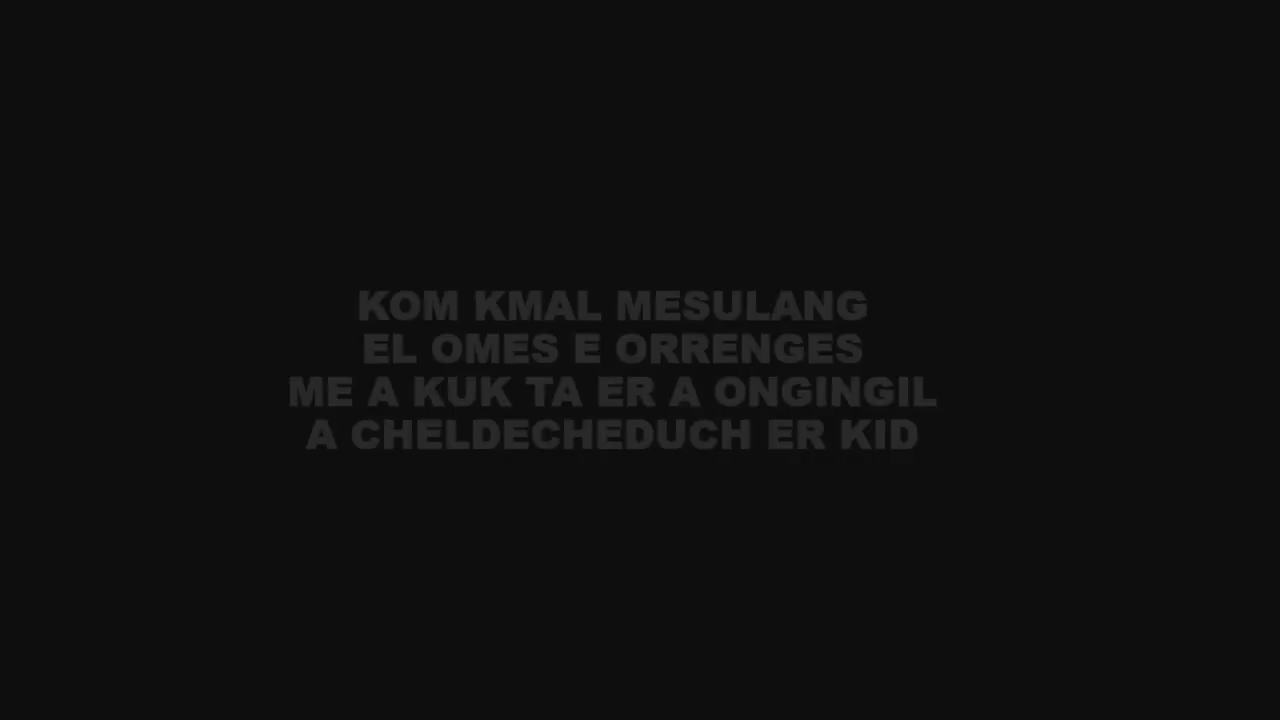 KOM KMAL MESULANG
EL OMES E ORRENGES
ME A KUK TA ER A ONGINGIL
A CHELDECHEDUCH ER KID